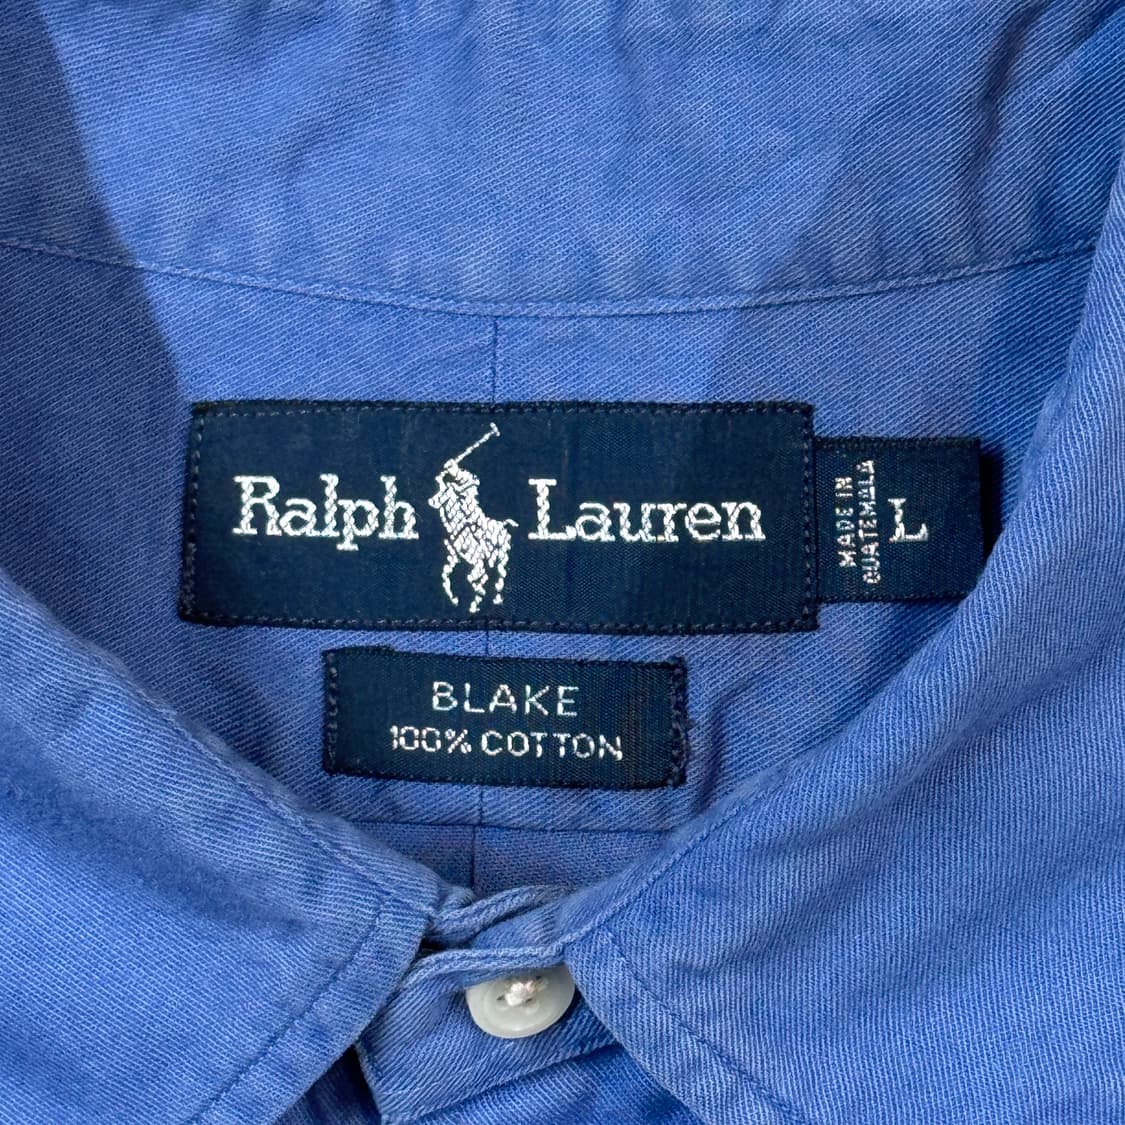 Ralph Lauren
MADE IN
GUATEMALA
L
BLAKE
100% COTTON